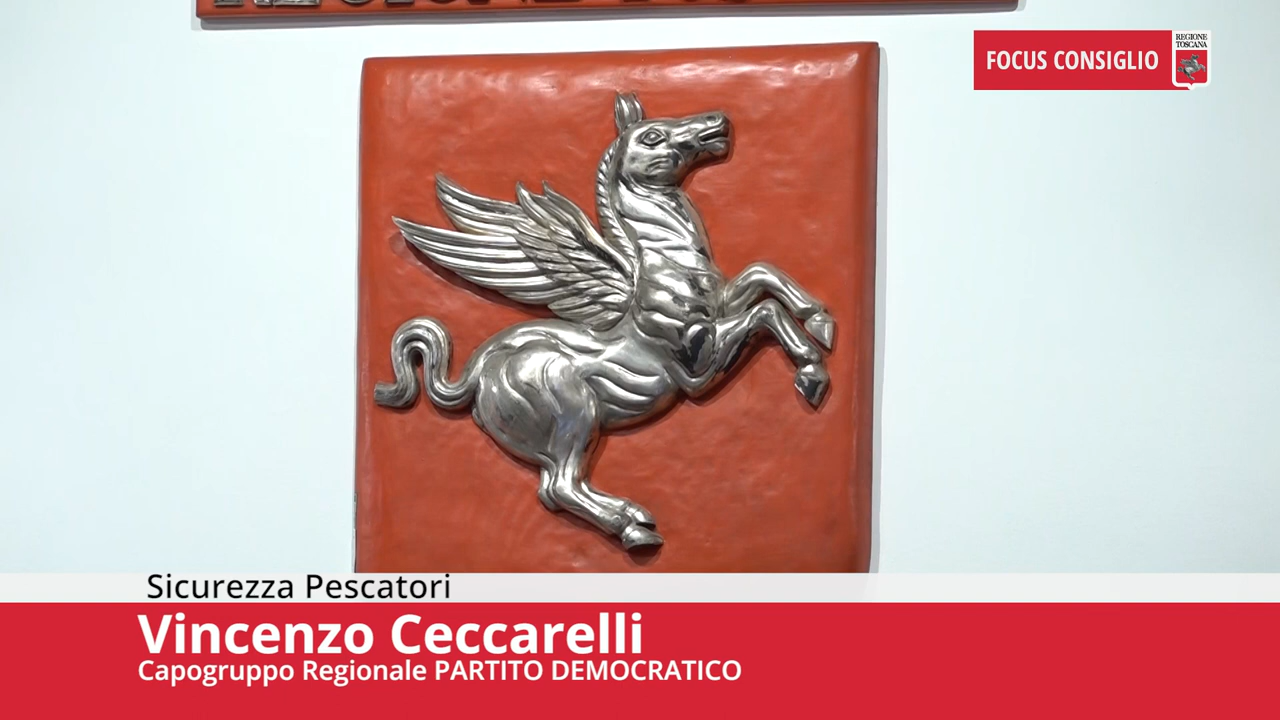 FOCUS CONSIGLIO
REGIONE
TOSCANA
Sicurezza Pescatori
Vincenzo Ceccarelli
Capogruppo Regionale PARTITO DEMOCRATICO